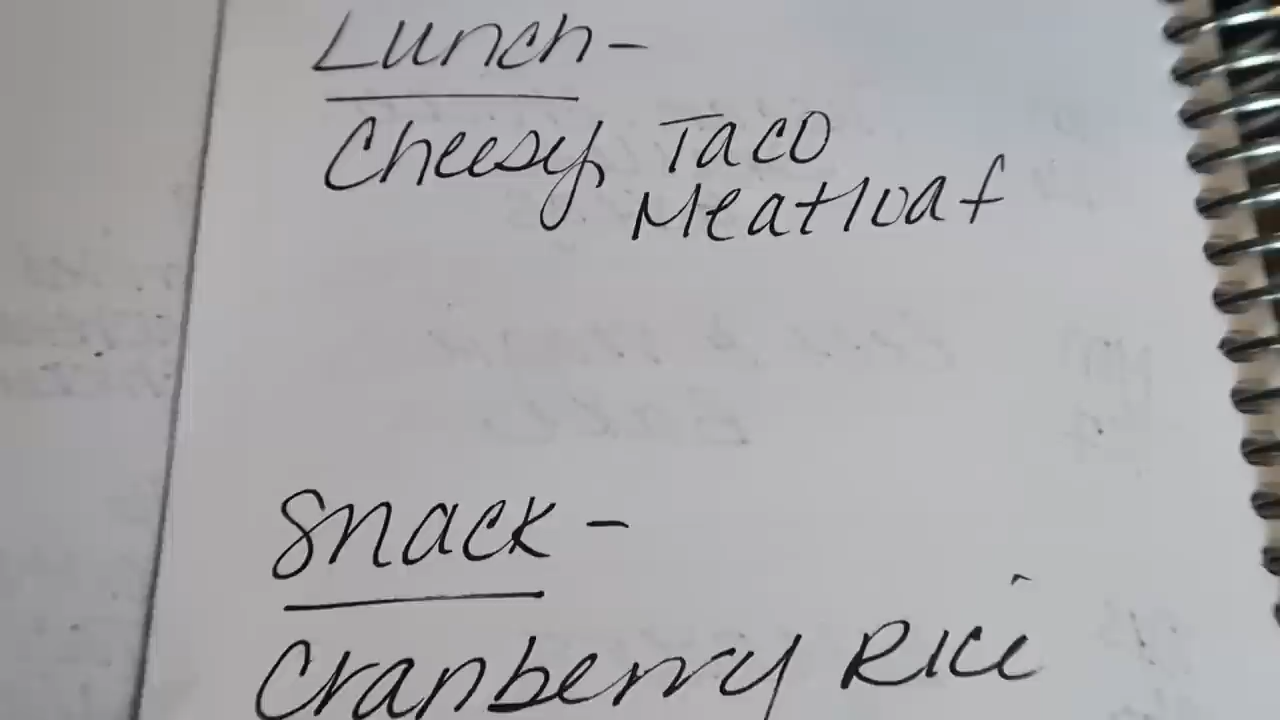 Lunch-
Cheesy Taco
Meatloaf
Snack-
Cranberry Rice